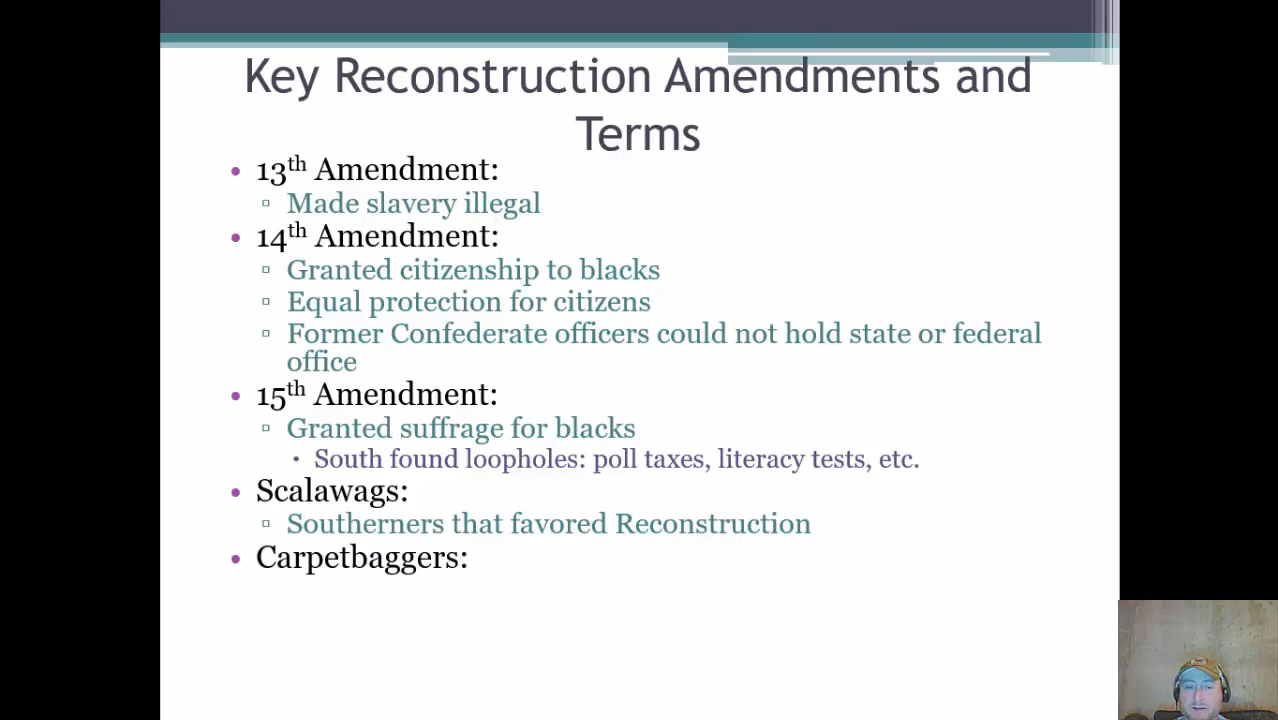 Key Reconstruction Amendments and
Terms
• 13th Amendment:
▫ Made slavery illegal
• 14th Amendment:
▫ Granted citizenship to blacks
▫ Equal protection for citizens
▫ Former Confederate officers could not hold state or federal
office
• 15th Amendment:
▫ Granted suffrage for blacks
• South found loopholes: poll taxes, literacy tests, etc.
• Scalawags:
▫ Southerners that favored Reconstruction
• Carpetbaggers: